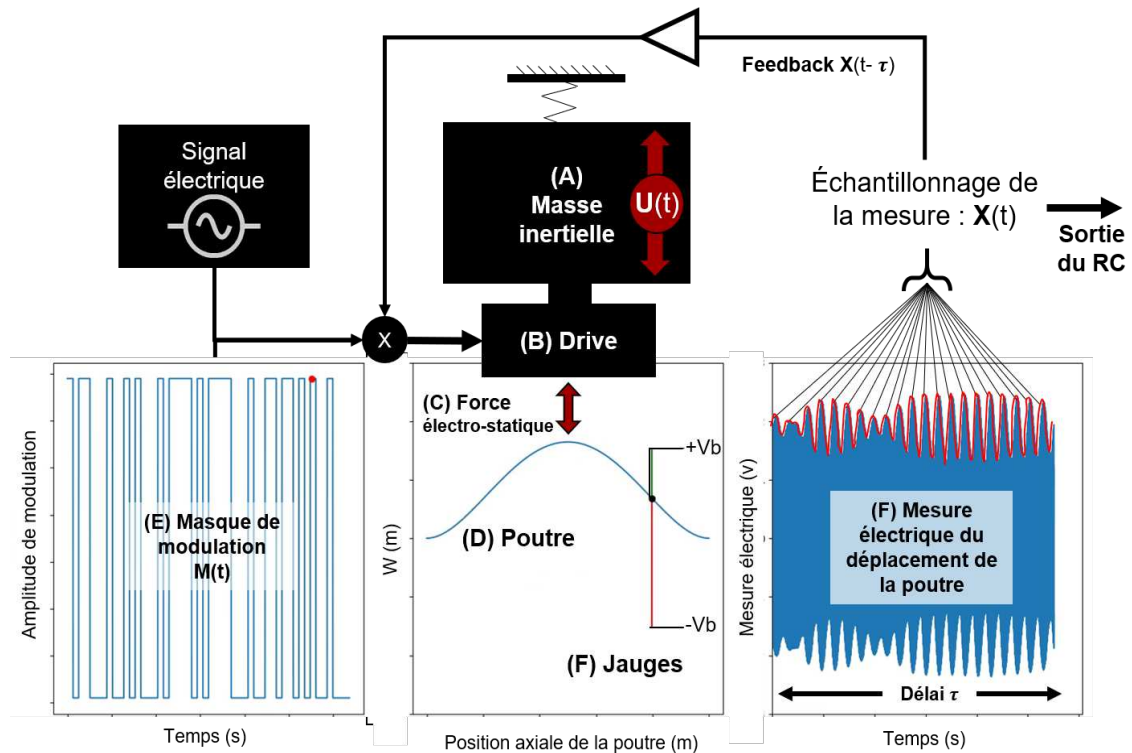 Feedback X(t- τ)
Signal
électrique
(A)
Masse
inertielle
U(t)
Échantillonnage de
la mesure : X(t)
Sortie
du RC
X
(B) Drive
(C) Force
électro-statique
+Vb
(E) Masque de
modulation
M(t)
(D) Poutre
-Vb
(F) Jauges
(F) Mesure
électrique du
déplacement de
la poutre
Délai τ
Amplitude de modulation
W (m)
Mesure électrique (v)
Temps (s)
Position axiale de la poutre (m)
Temps (s)